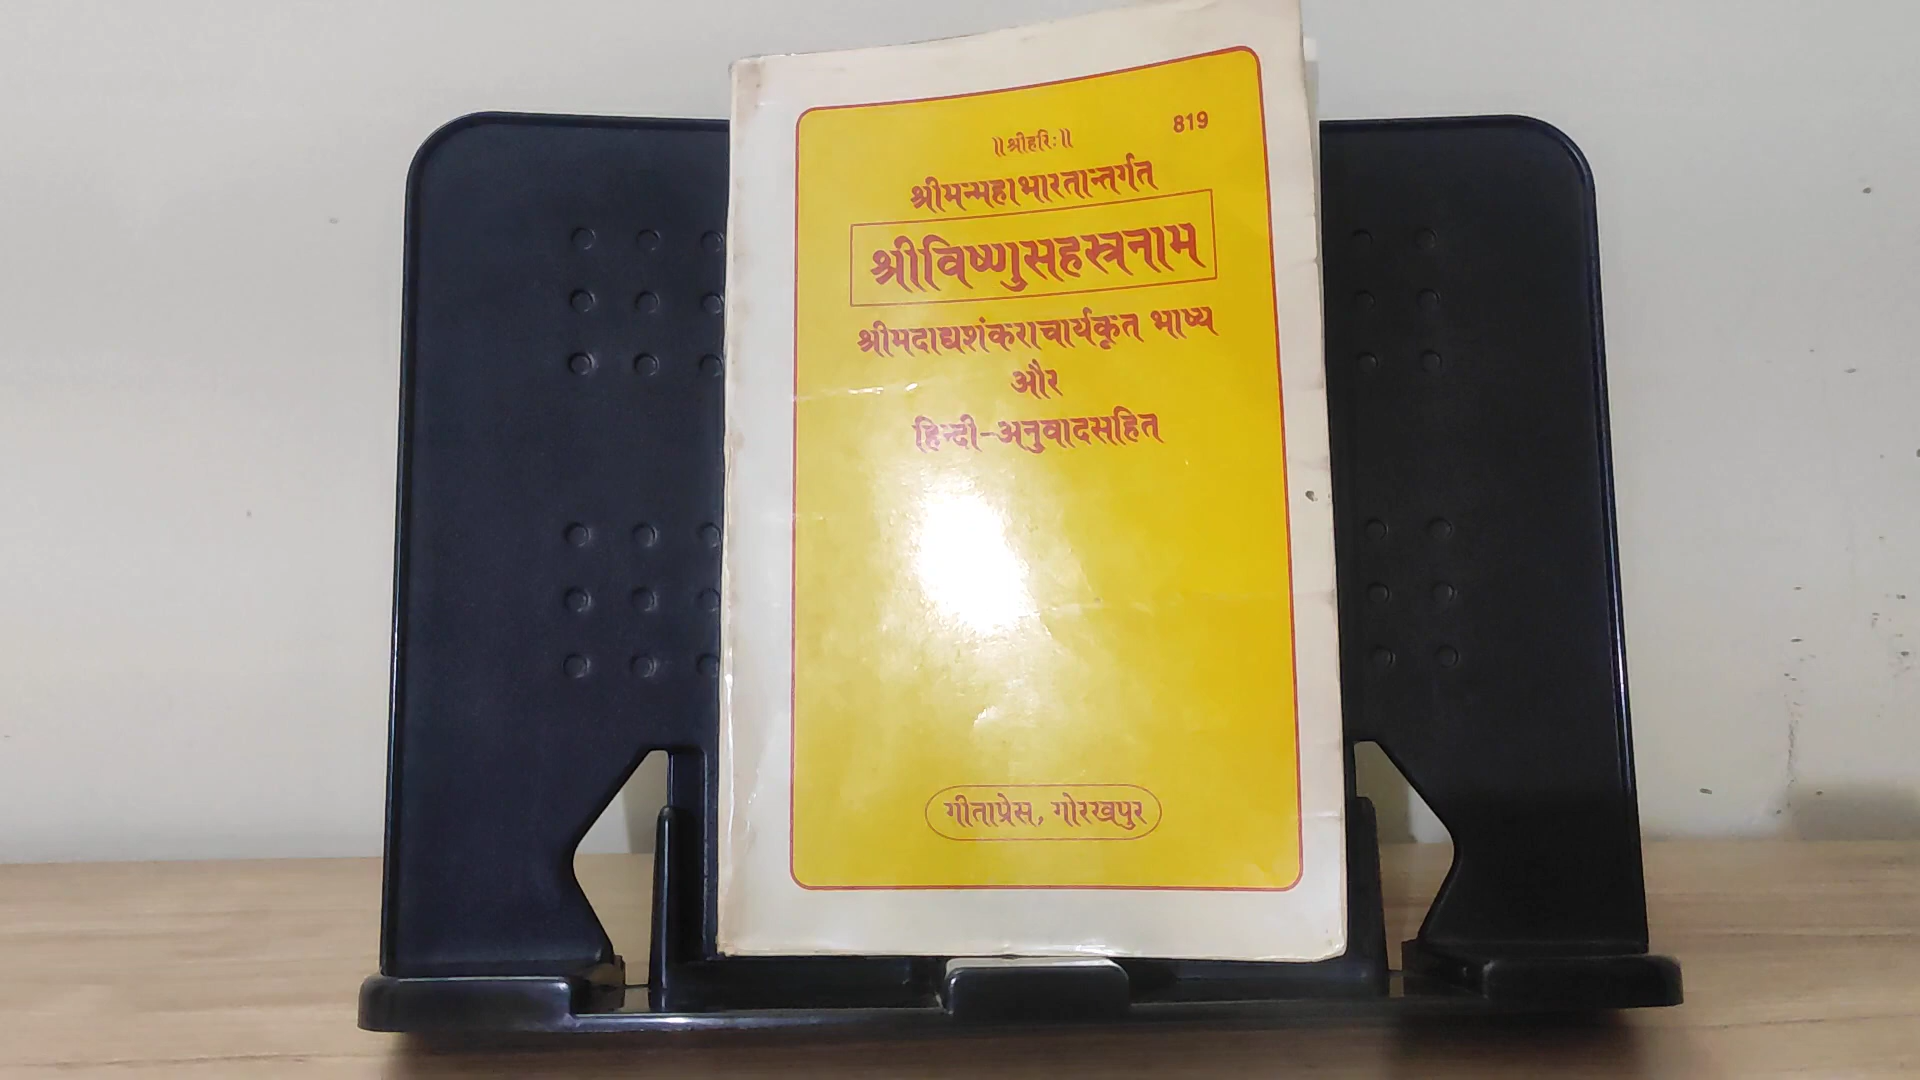 819
॥श्रीहरिः॥
श्रीमन्महाभारतान्तर्गत
श्रीविष्णुसहस्त्रनाम
श्रीमदाद्यशंकराचार्यकृत भाष्य
और
हिन्दी-अनुवादसहित
गीताप्रेस, गोरखपुर